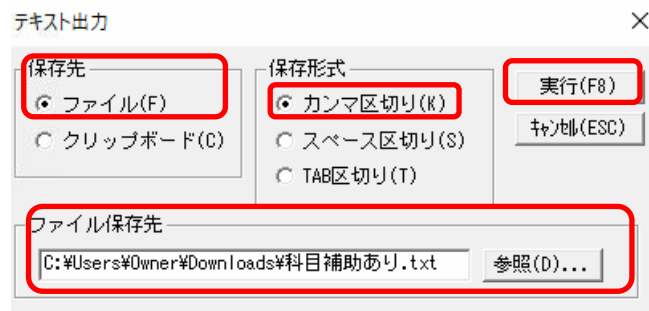 テキスト出力
保存先
ファイル(F)
クリップボード(C)
保存形式
カンマ区切り(K)
スペース区切り(S)
TAB区切り(T)
実行(F8)
ｷｬﾝｾﾙ(ESC)
ファイル保存先
C:¥Users¥Owner¥Downloads¥科目補助あり.txt
参照(D)...